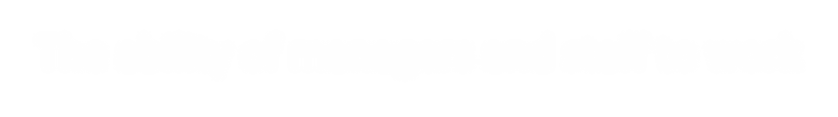 The ability of managers and staff to work